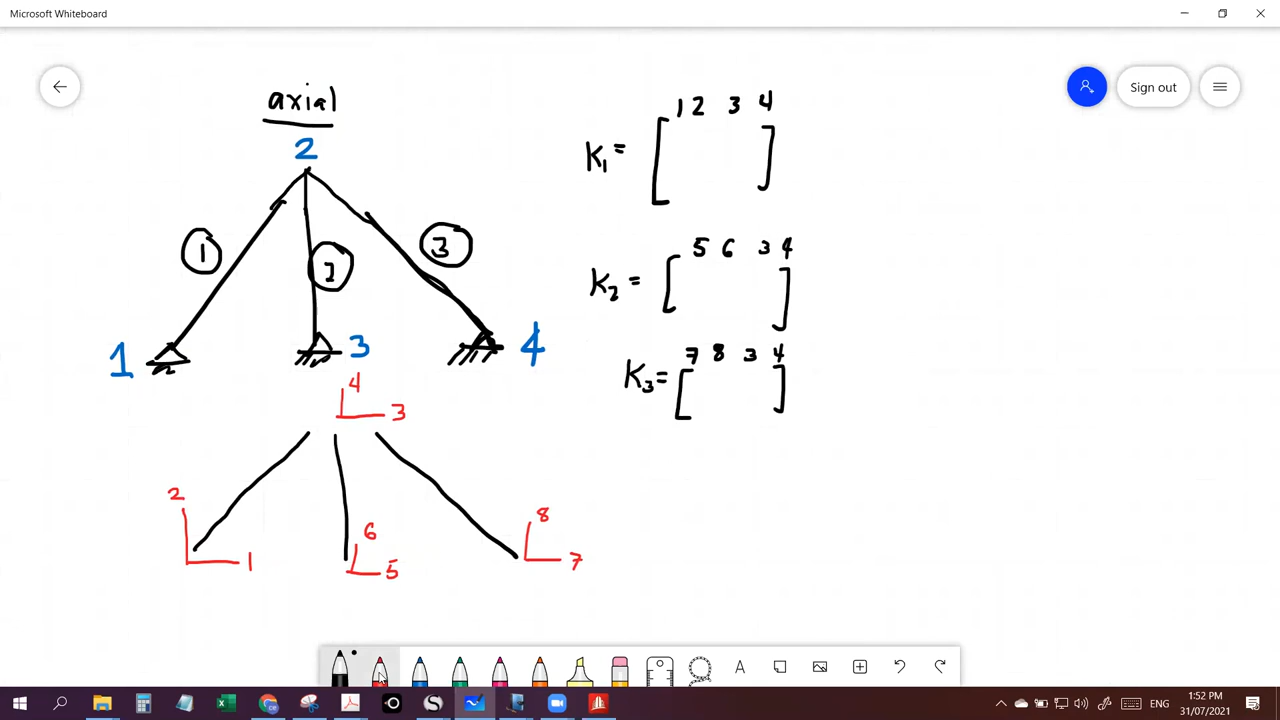 Microsoft Whiteboard
Sign out
axial
2
1
2
3
1
3
4
4
3
2
1
6
5
8
7
1 2 3 4
K1 = [ ]
5 6 3 4
K2 = [ ]
7 8 3 4
K3 = [ ]
1:52 PM
31/07/2021